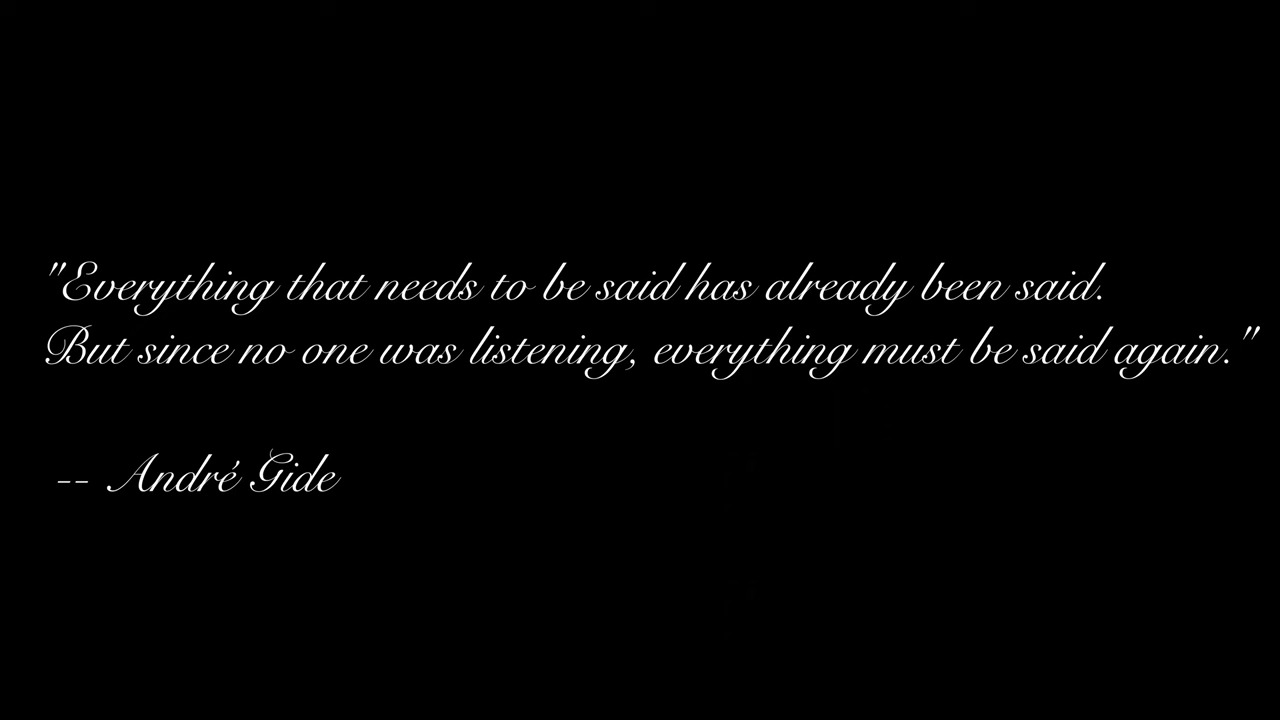 "Everything that needs to be said has already been said.
But since no one was listening, everything must be said again."
-- André Gide